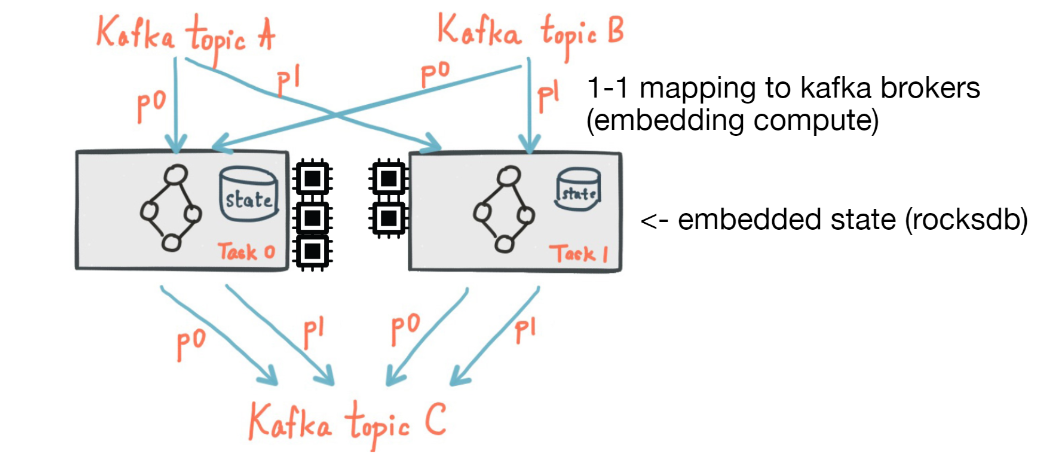 Kafka topic A
Kafka topic B
p0
p1
p0
p1
1-1 mapping to kafka brokers
(embedding compute)
state
Task 0
state
Task 1
<- embedded state (rocksdb)
p0
p1
p0
p1
Kafka topic C